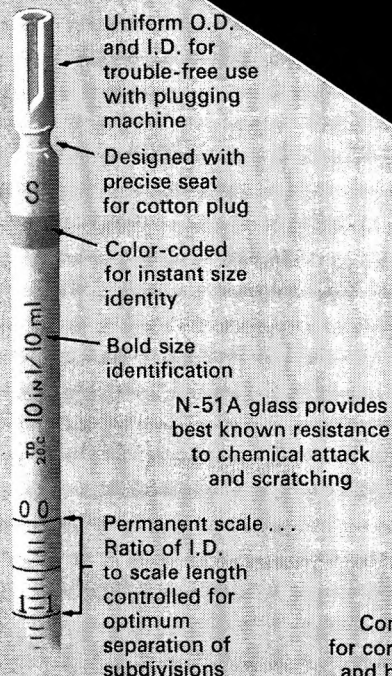 Uniform O.D.
and I.D. for
trouble-free use
with plugging
machine
Designed with
precise seat
for cotton plug
S
Color-coded
for instant size
identity
Bold size
identification
TD
20°C
10 IN 1/10 ml
N-51A glass provides
best known resistance
to chemical attack
and scratching
0 0
Permanent scale...
Ratio of I.D.
to scale length
controlled for
optimum
separation of
subdivisions
1 1
for
and